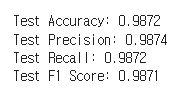 Test Accuracy: 0.9872
Test Precision: 0.9874
Test Recall: 0.9872
Test F1 Score: 0.9871